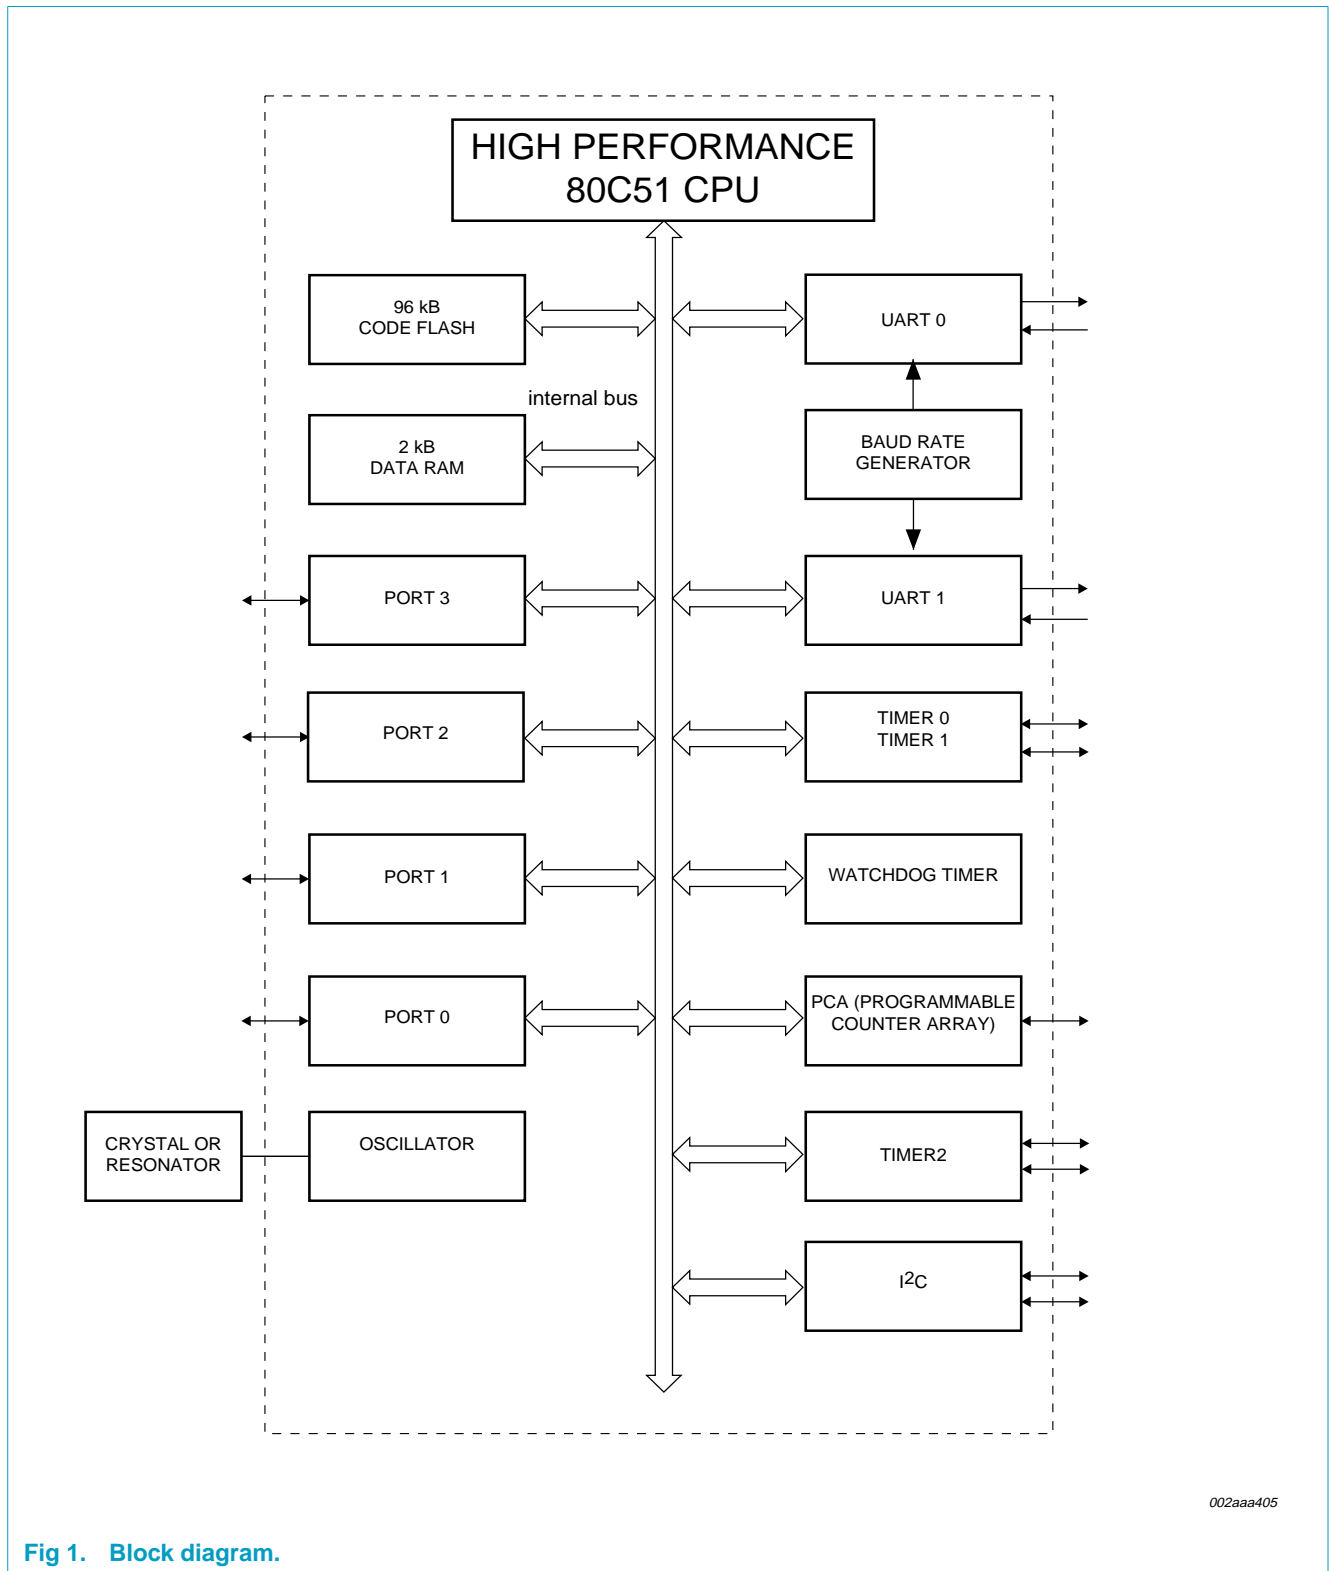 HIGH PERFORMANCE
80C51 CPU
96 kB
CODE FLASH
UART 0
internal bus
2 kB
DATA RAM
BAUD RATE
GENERATOR
PORT 3
UART 1
PORT 2
TIMER 0
TIMER 1
PORT 1
WATCHDOG TIMER
PORT 0
PCA (PROGRAMMABLE
COUNTER ARRAY)
CRYSTAL OR
RESONATOR
OSCILLATOR
TIMER2
I²C
002aaa405
Fig 1. Block diagram.